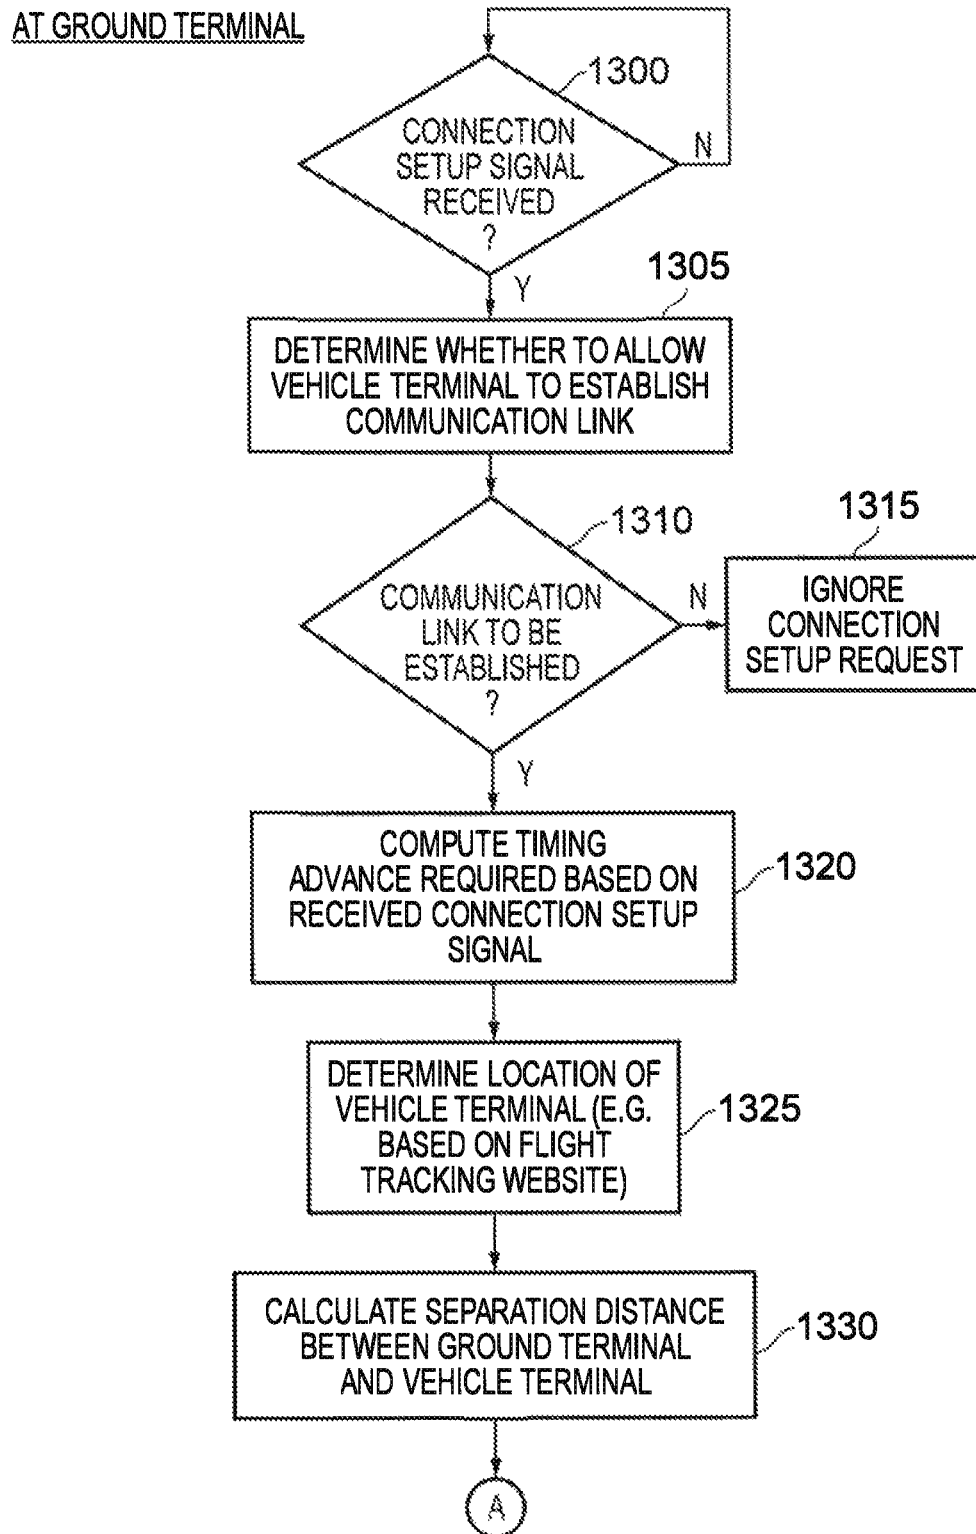 AT GROUND TERMINAL
1300
CONNECTION
SETUP SIGNAL
RECEIVED
?
N
Y
1305
DETERMINE WHETHER TO ALLOW
VEHICLE TERMINAL TO ESTABLISH
COMMUNICATION LINK
1310
COMMUNICATION
LINK TO BE
ESTABLISHED
?
N
1315
IGNORE
CONNECTION
SETUP REQUEST
Y
COMPUTE TIMING
ADVANCE REQUIRED BASED ON
RECEIVED CONNECTION SETUP
SIGNAL
1320
DETERMINE LOCATION OF
VEHICLE TERMINAL (E.G.
BASED ON FLIGHT
TRACKING WEBSITE)
1325
CALCULATE SEPARATION DISTANCE
BETWEEN GROUND TERMINAL
AND VEHICLE TERMINAL
1330
A